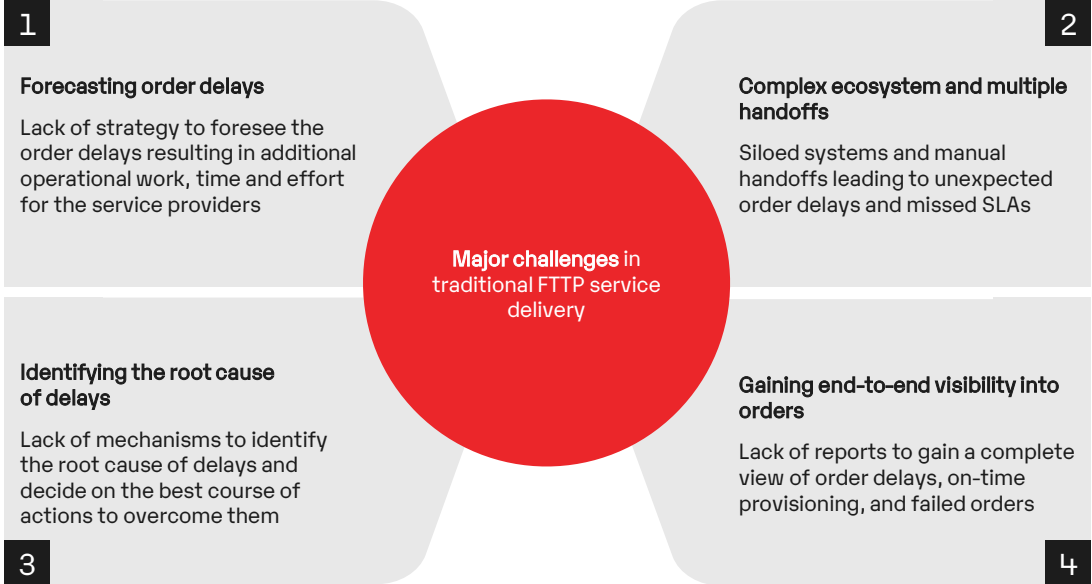 1
Forecasting order delays
Lack of strategy to foresee the
order delays resulting in additional
operational work, time and effort
for the service providers
2
Complex ecosystem and multiple
handoffs
Siloed systems and manual
handoffs leading to unexpected
order delays and missed SLAs
Major challenges in
traditional FTTP service
delivery
Identifying the root cause
of delays
Lack of mechanisms to identify
the root cause of delays and
decide on the best course of
actions to overcome them
3
Gaining end-to-end visibility into
orders
Lack of reports to gain a complete
view of order delays, on-time
provisioning, and failed orders
4